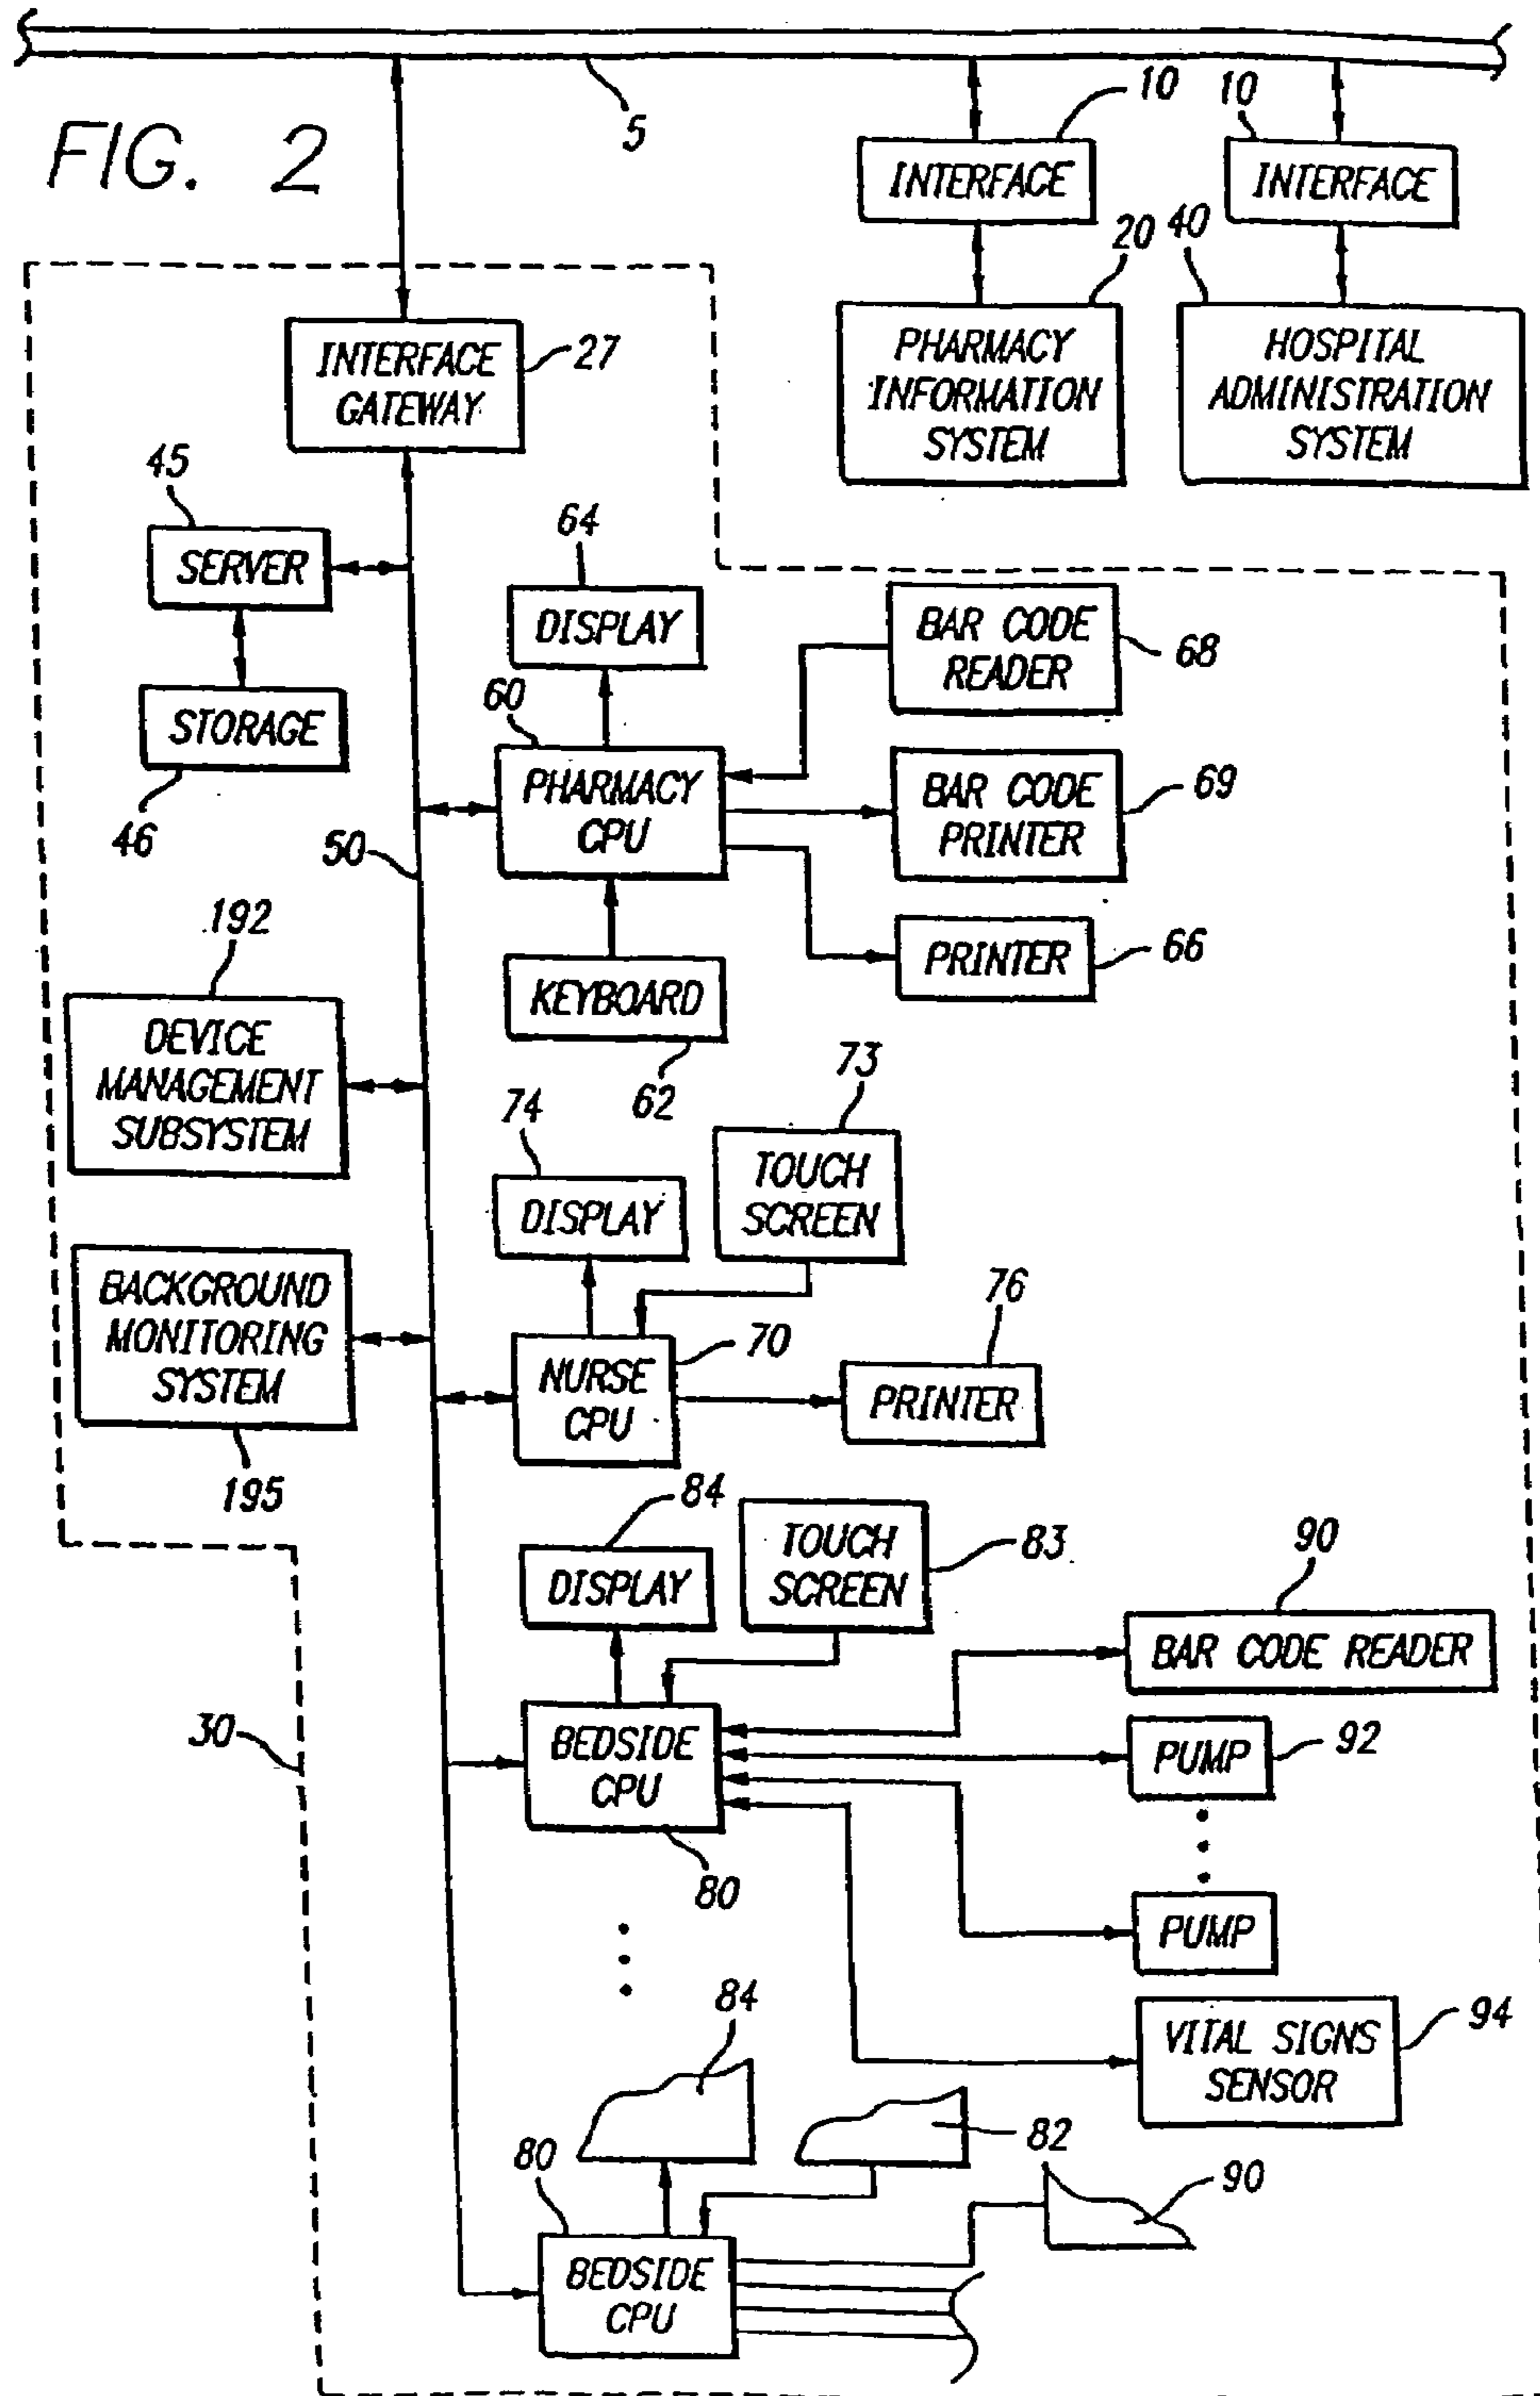 FIG. 2
5
10
10
INTERFACE
INTERFACE
20
40
PHARMACY
INFORMATION
SYSTEM
HOSPITAL
ADMINISTRATION
SYSTEM
INTERFACE
GATEWAY
27
45
SERVER
STORAGE
46
64
DISPLAY
60
PHARMACY
CPU
BAR CODE
READER
68
BAR CODE
PRINTER
69
PRINTER
66
50
KEYBOARD
62
192
DEVICE
MANAGEMENT
SUBSYSTEM
74
DISPLAY
73
TOUCH
SCREEN
BACKGROUND
MONITORING
SYSTEM
195
70
NURSE
CPU
76
PRINTER
84
DISPLAY
TOUCH
SCREEN
83
90
BAR CODE READER
30
BEDSIDE
CPU
80
PUMP
92
PUMP
VITAL SIGNS
SENSOR
94
84
82
90
80
BEDSIDE
CPU